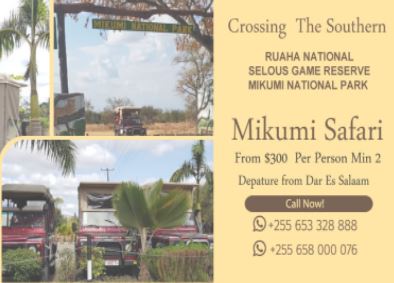 MIKUMI NATIONAL PARK
Crossing The Southern
RUAHA NATIONAL
SELOUS GAME RESERVE
MIKUMI NATIONAL PARK
Mikumi Safari
From $300 Per Person Min 2
Depature from Dar Es Salaam
Call Now!
+255 653 328 888
+255 658 000 076